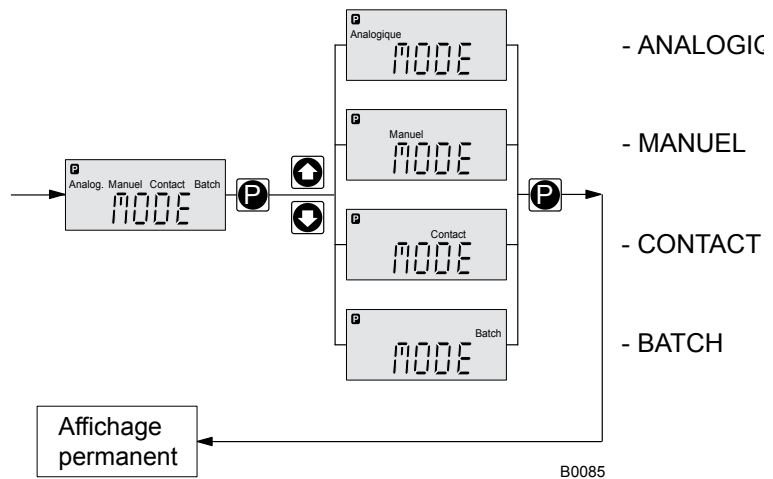 P
Analogique
MODE
- ANALOGIQ
P
Manuel
MODE
- MANUEL
P
Analog. Manuel Contact Batch
MODE
P
P
P
Contact
MODE
- CONTACT
P
Batch
MODE
- BATCH
Affichage
permanent
B0085